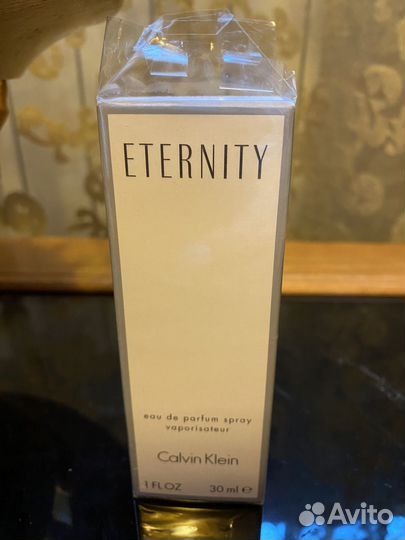 ETERNITY
eau de parfum spray
vaporisateur
Calvin Klein
1 FL OZ 30 ml e
Avito